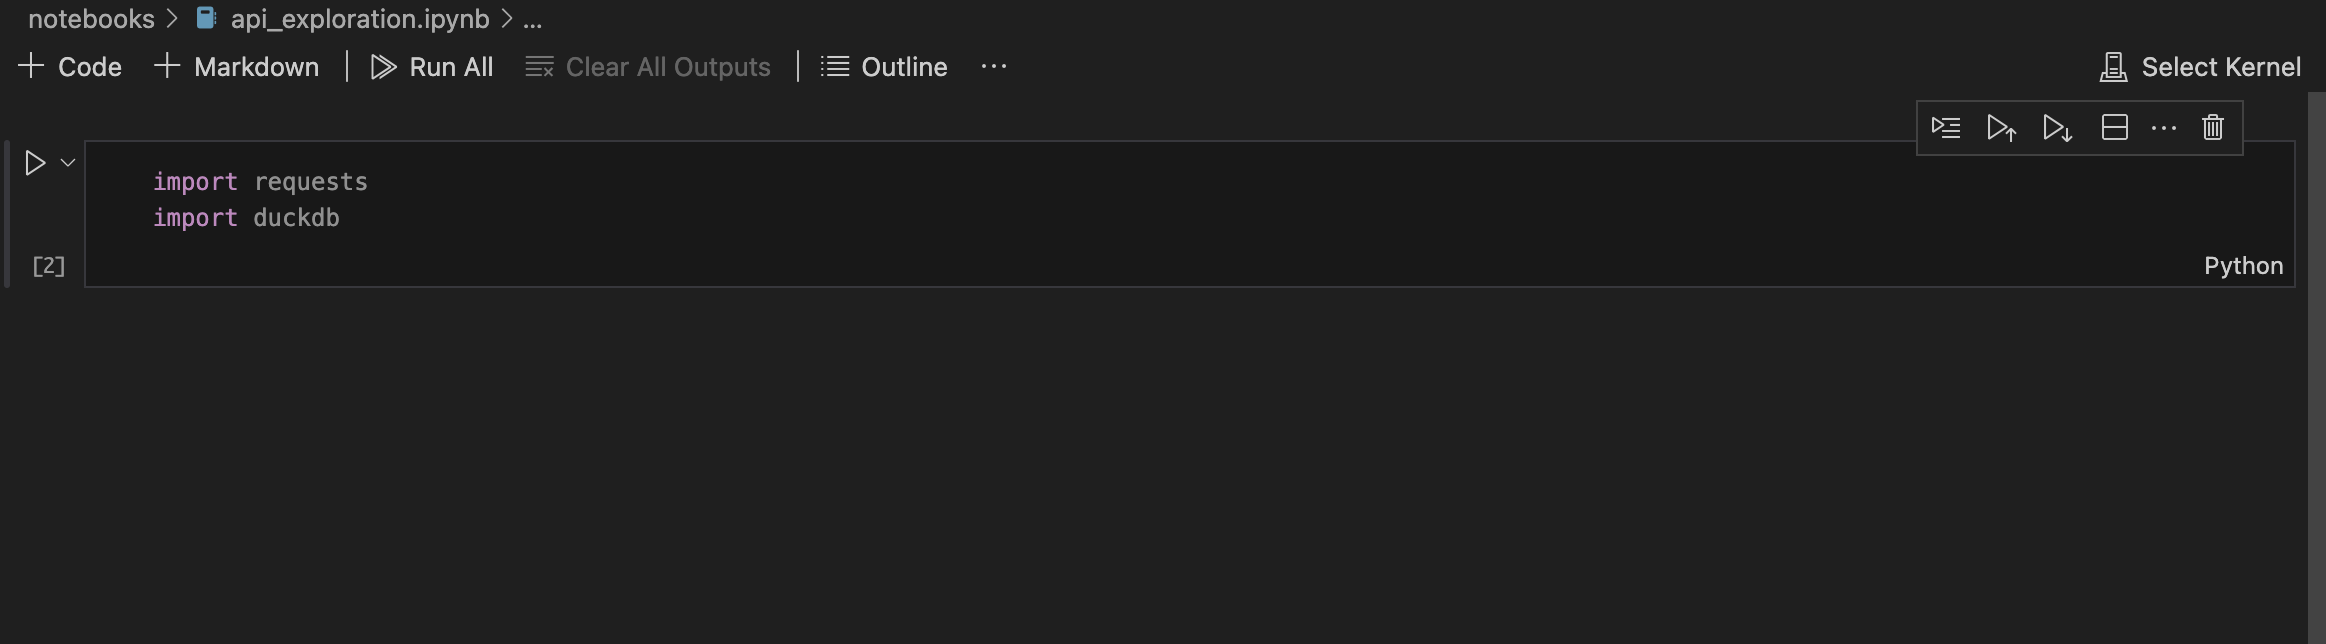 notebooks > api_exploration.ipynb > ...
Code Markdown Run All Clear All Outputs Outline ... Select Kernel
import requests
import duckdb
[2] Python